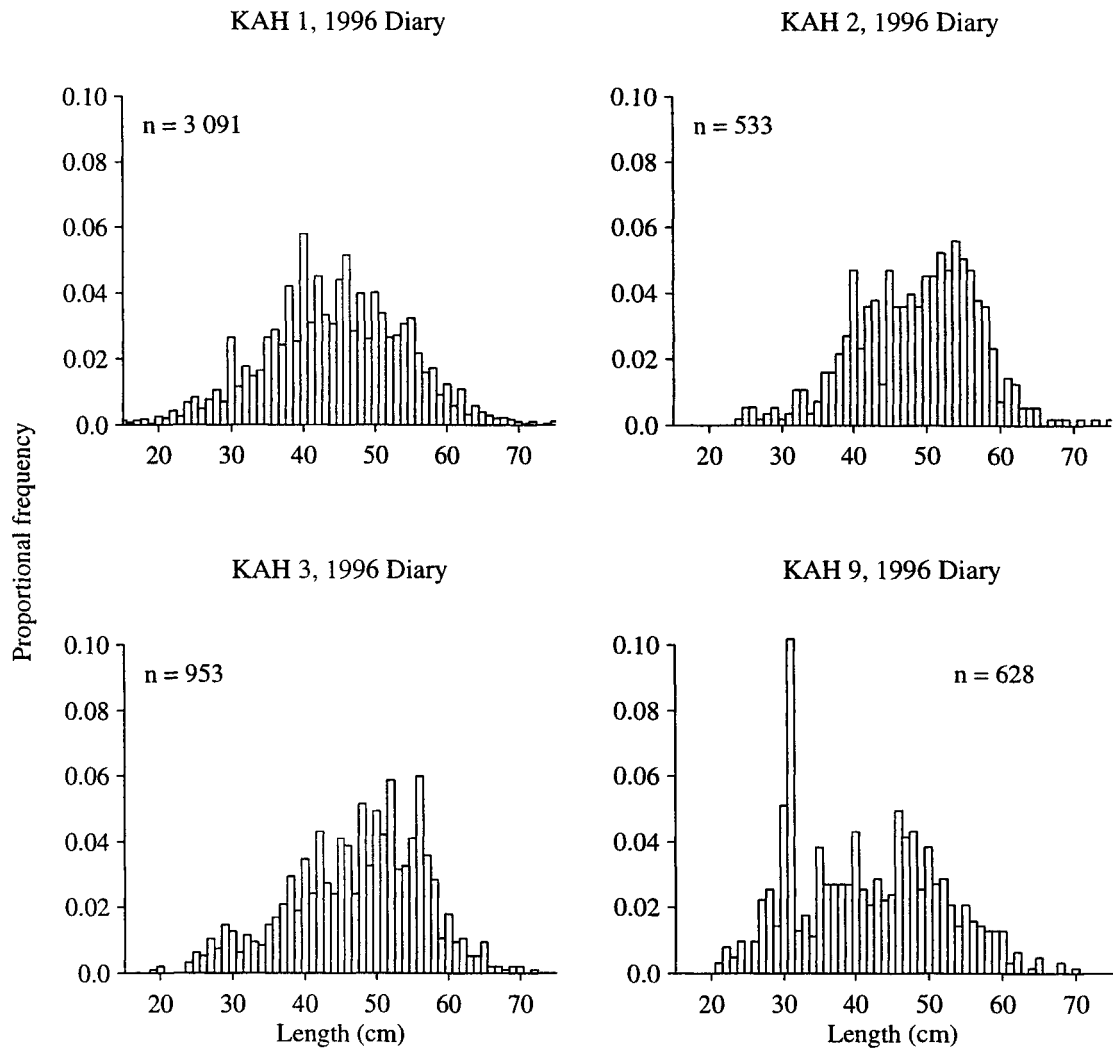 KAH 1, 1996 Diary
KAH 2, 1996 Diary
0.10
0.08
0.06
0.04
0.02
0.0
n = 3 091
20 30 40 50 60 70
0.10
0.08
0.06
0.04
0.02
0.0
n = 533
20 30 40 50 60 70
Proportional frequency
KAH 3, 1996 Diary
KAH 9, 1996 Diary
0.10
0.08
0.06
0.04
0.02
0.0
n = 953
20 30 40 50 60 70
Length (cm)
0.10
0.08
0.06
0.04
0.02
0.0
n = 628
20 30 40 50 60 70
Length (cm)